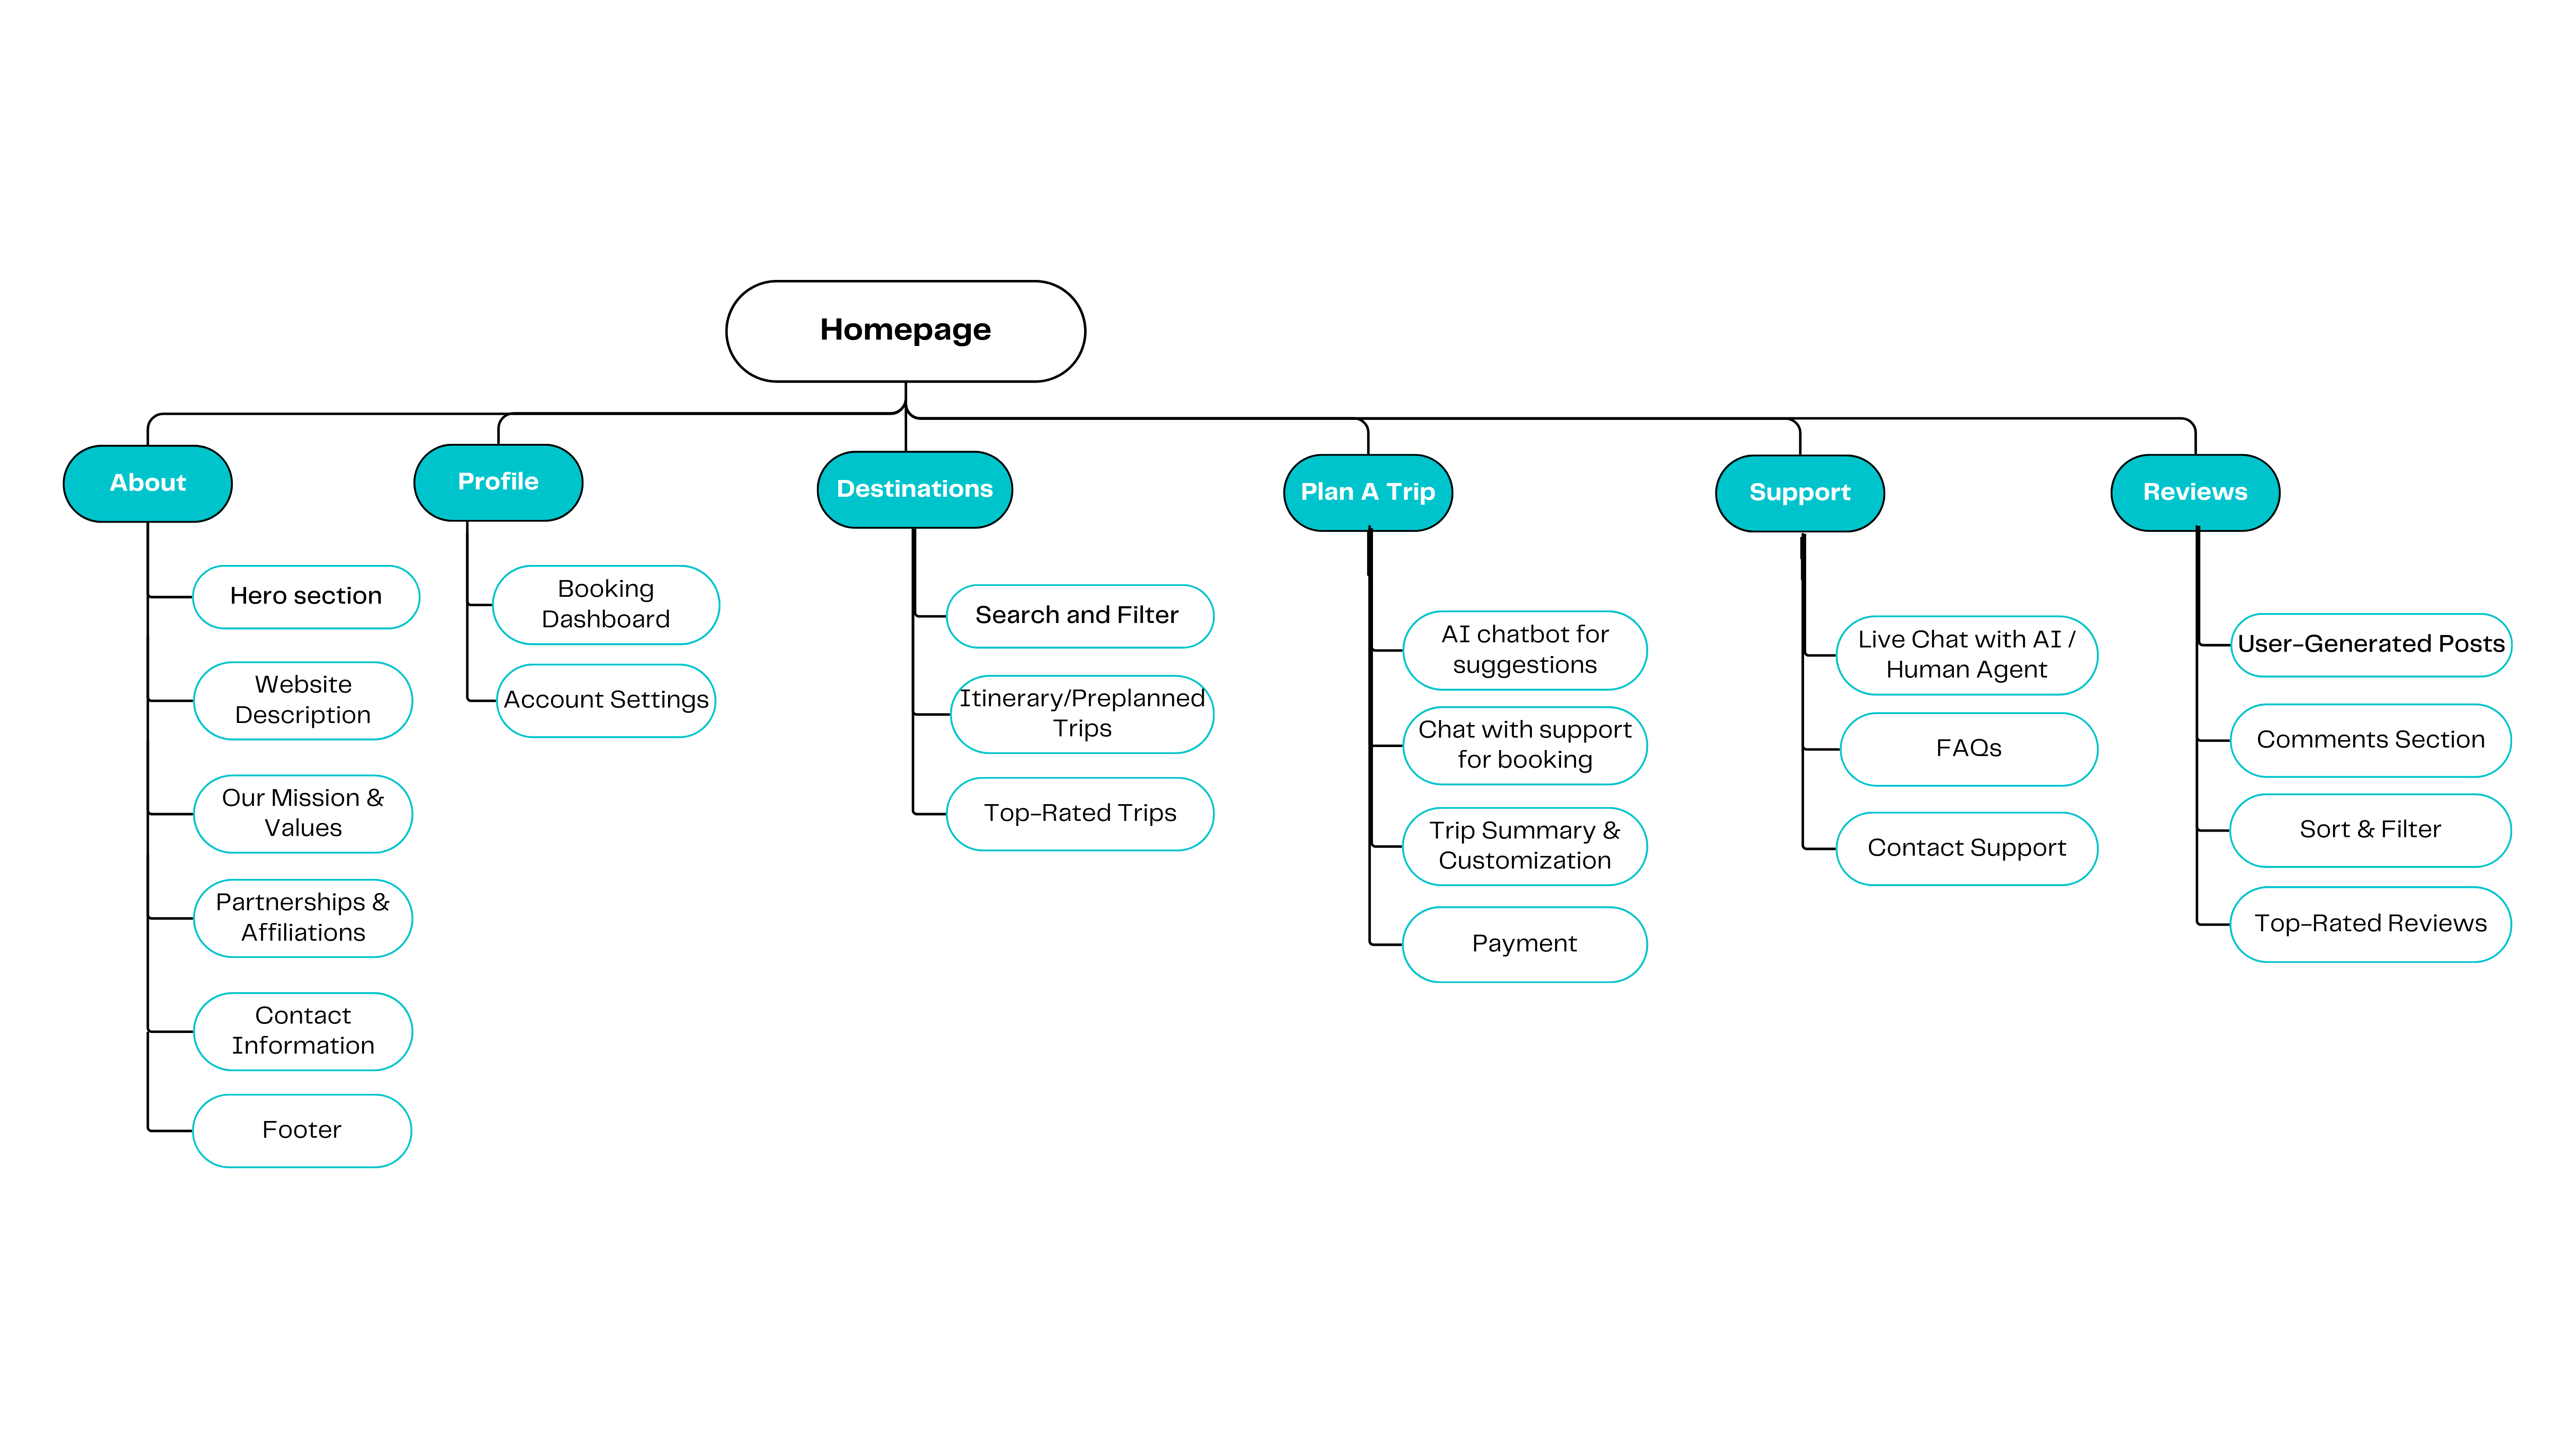 Homepage
About
Hero section
Website
Description
Our Mission &
Values
Partnerships &
Affiliations
Contact
Information
Footer
Profile
Booking
Dashboard
Account Settings
Destinations
Search and Filter
Itinerary/Preplanned
Trips
Top-Rated Trips
Plan A Trip
AI chatbot for
suggestions
Chat with support
for booking
Trip Summary &
Customization
Payment
Support
Live Chat with AI /
Human Agent
FAQs
Contact Support
Reviews
User-Generated Posts
Comments Section
Sort & Filter
Top-Rated Reviews